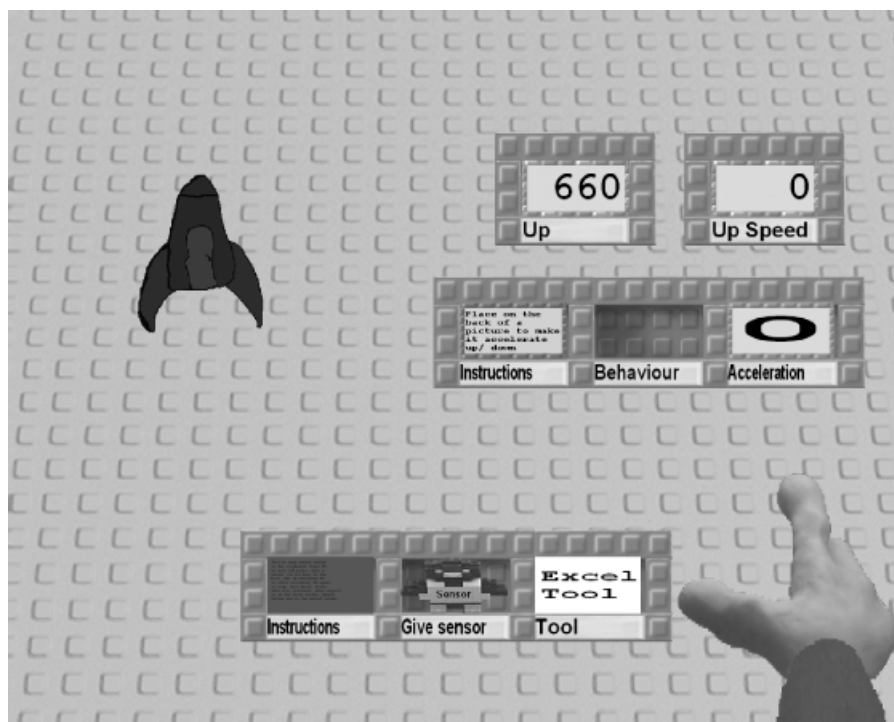 660
0
Up
Up Speed
Place on the
back of a
picture to make
it accelerate
up/ down
0
Instructions
Behaviour
Acceleration
Sensor
Excel
Tool
Instructions
Give sensor
Tool